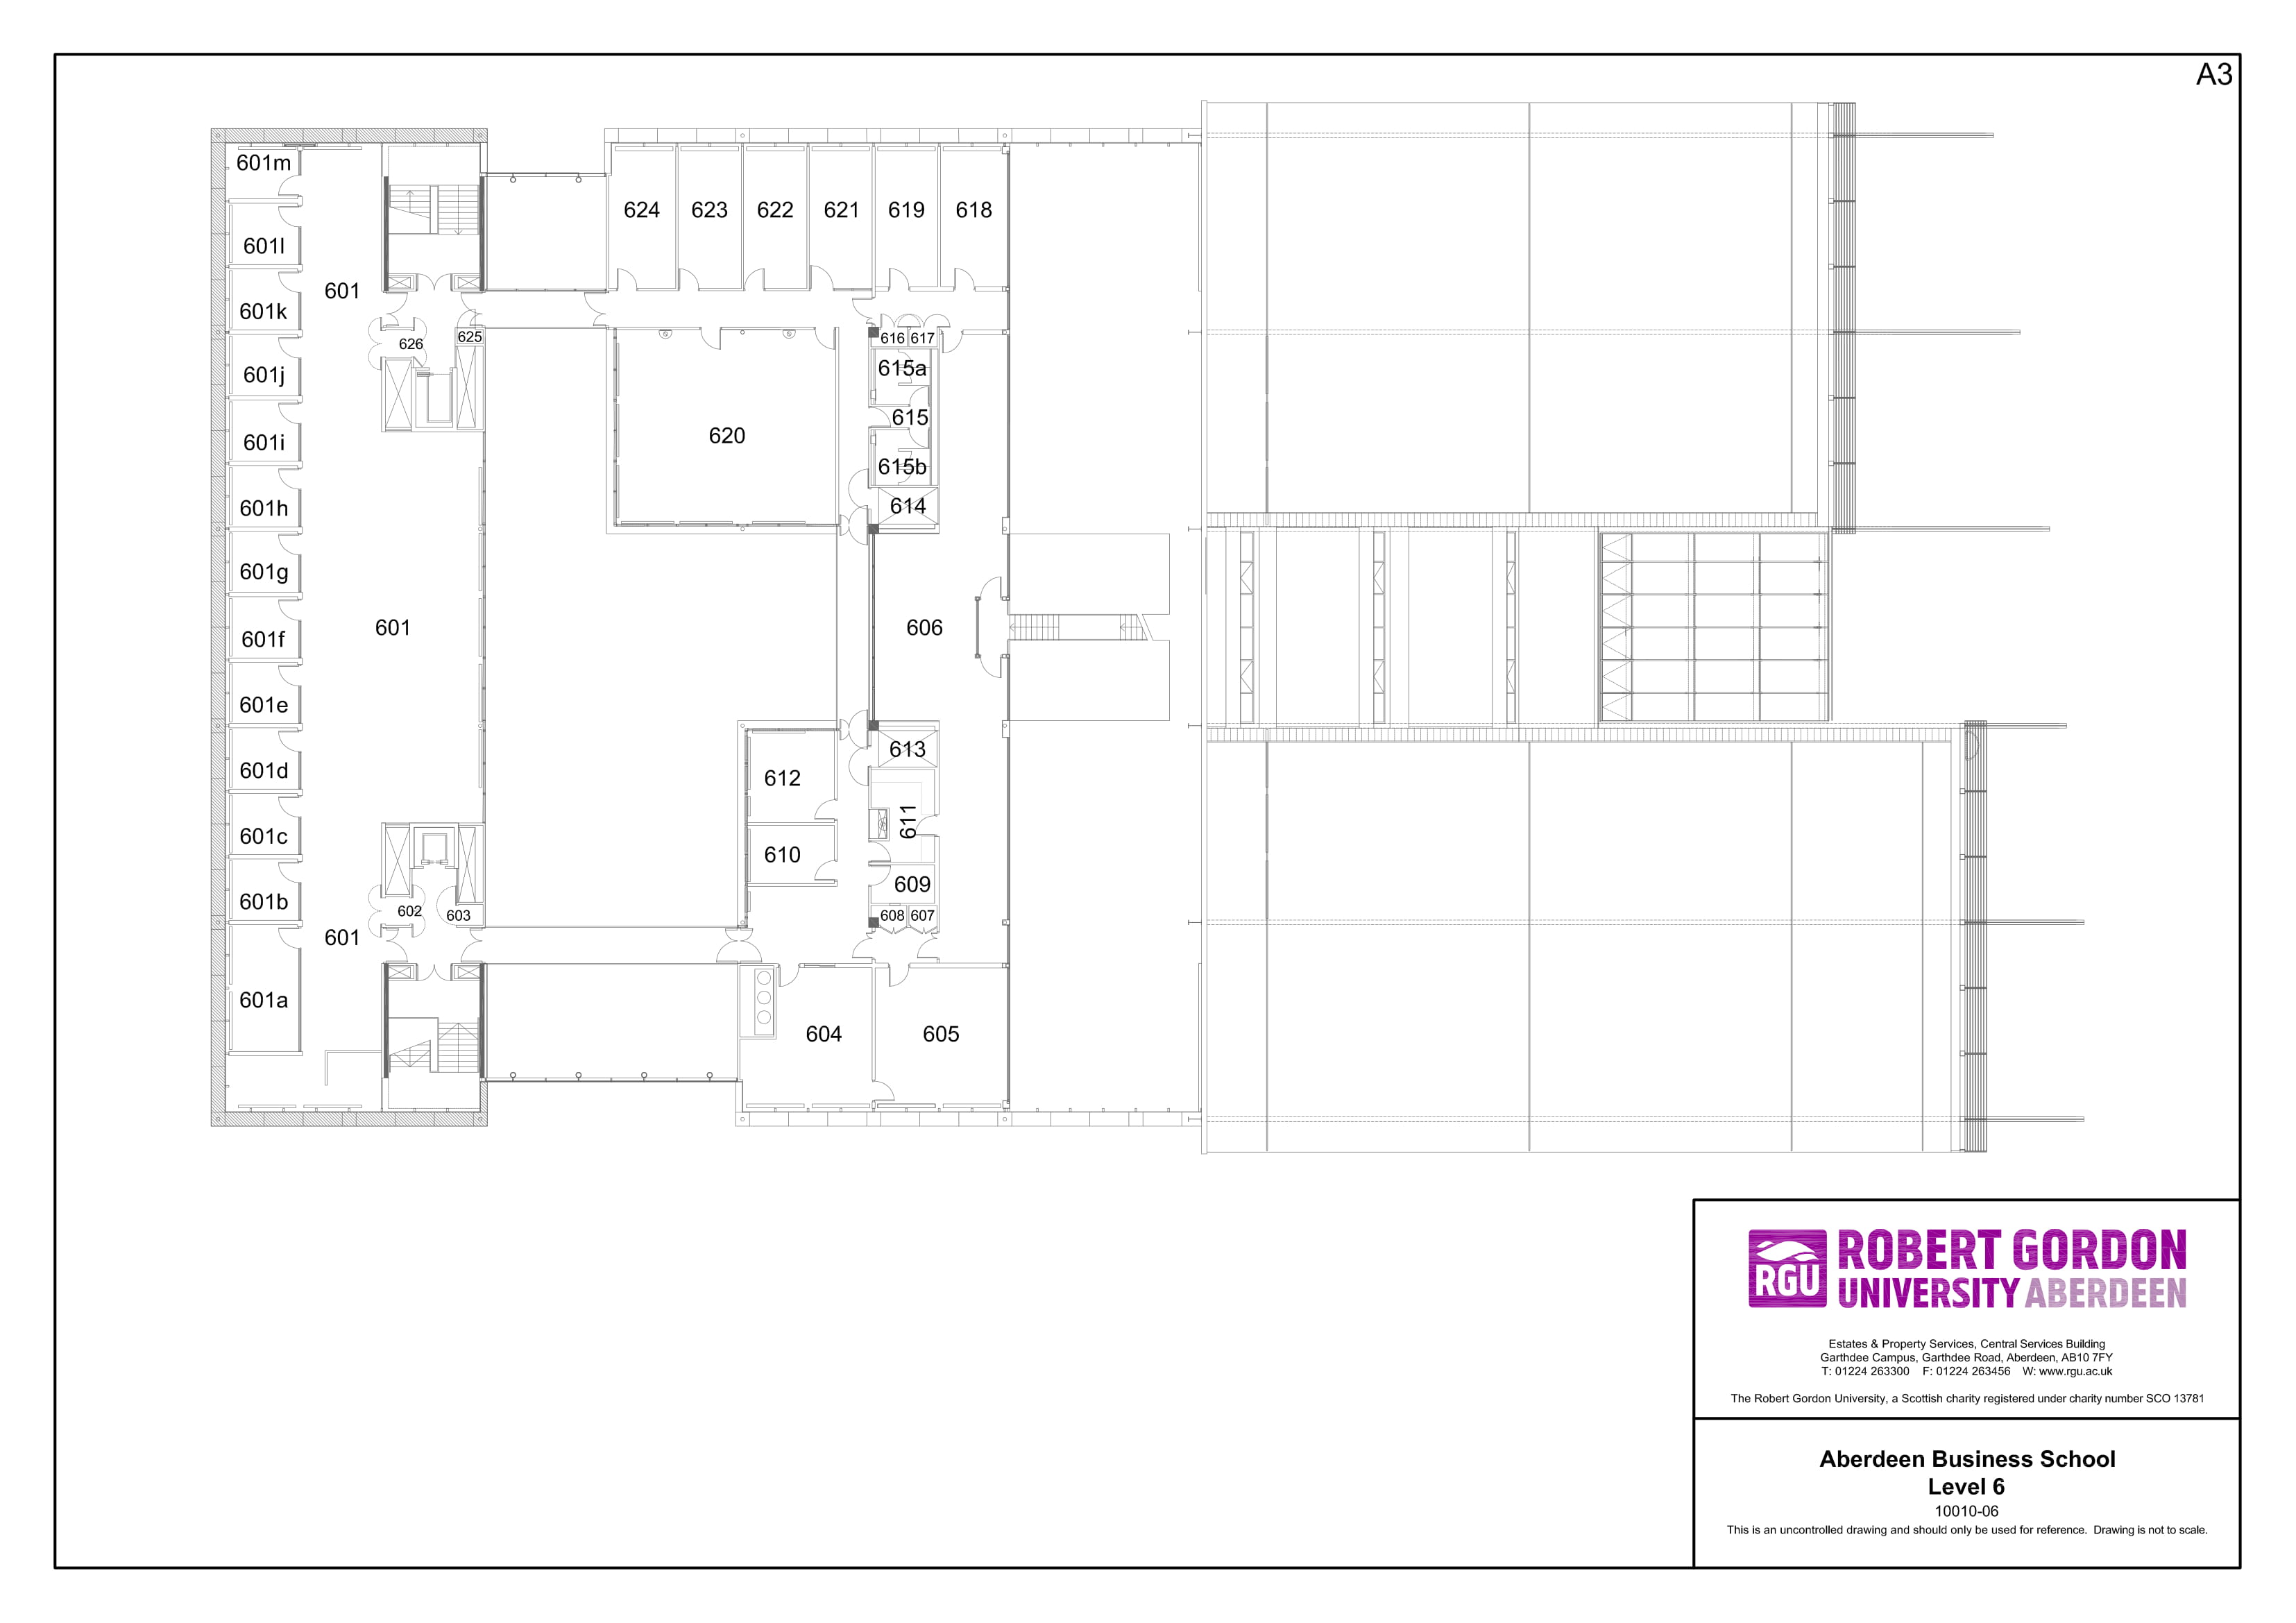 A3
601m
601l
601
601k
601j
601i
601h
601g
601
601f
601e
601d
601c
601b
601
601a
626
625
602
603
624
623
622
621
619
618
616
617
615a
615
615b
620
614
606
613
612
611
610
609
608
607
604
605
RGU
ROBERT GORDON
UNIVERSITY ABERDEEN
Estates & Property Services, Central Services Building
Garthdee Campus, Garthdee Road, Aberdeen, AB10 7FY
T: 01224 263300 F: 01224 263456 W: www.rgu.ac.uk
The Robert Gordon University, a Scottish charity registered under charity number SCO 13781
Aberdeen Business School
Level 6
10010-06
This is an uncontrolled drawing and should only be used for reference. Drawing is not to scale.